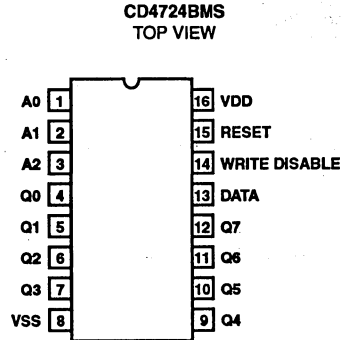 CD4724BMS
TOP VIEW
A0 1 16 VDD
A1 2 15 RESET
A2 3 14 WRITE DISABLE
Q0 4 13 DATA
Q1 5 12 Q7
Q2 6 11 Q6
Q3 7 10 Q5
VSS 8 9 Q4